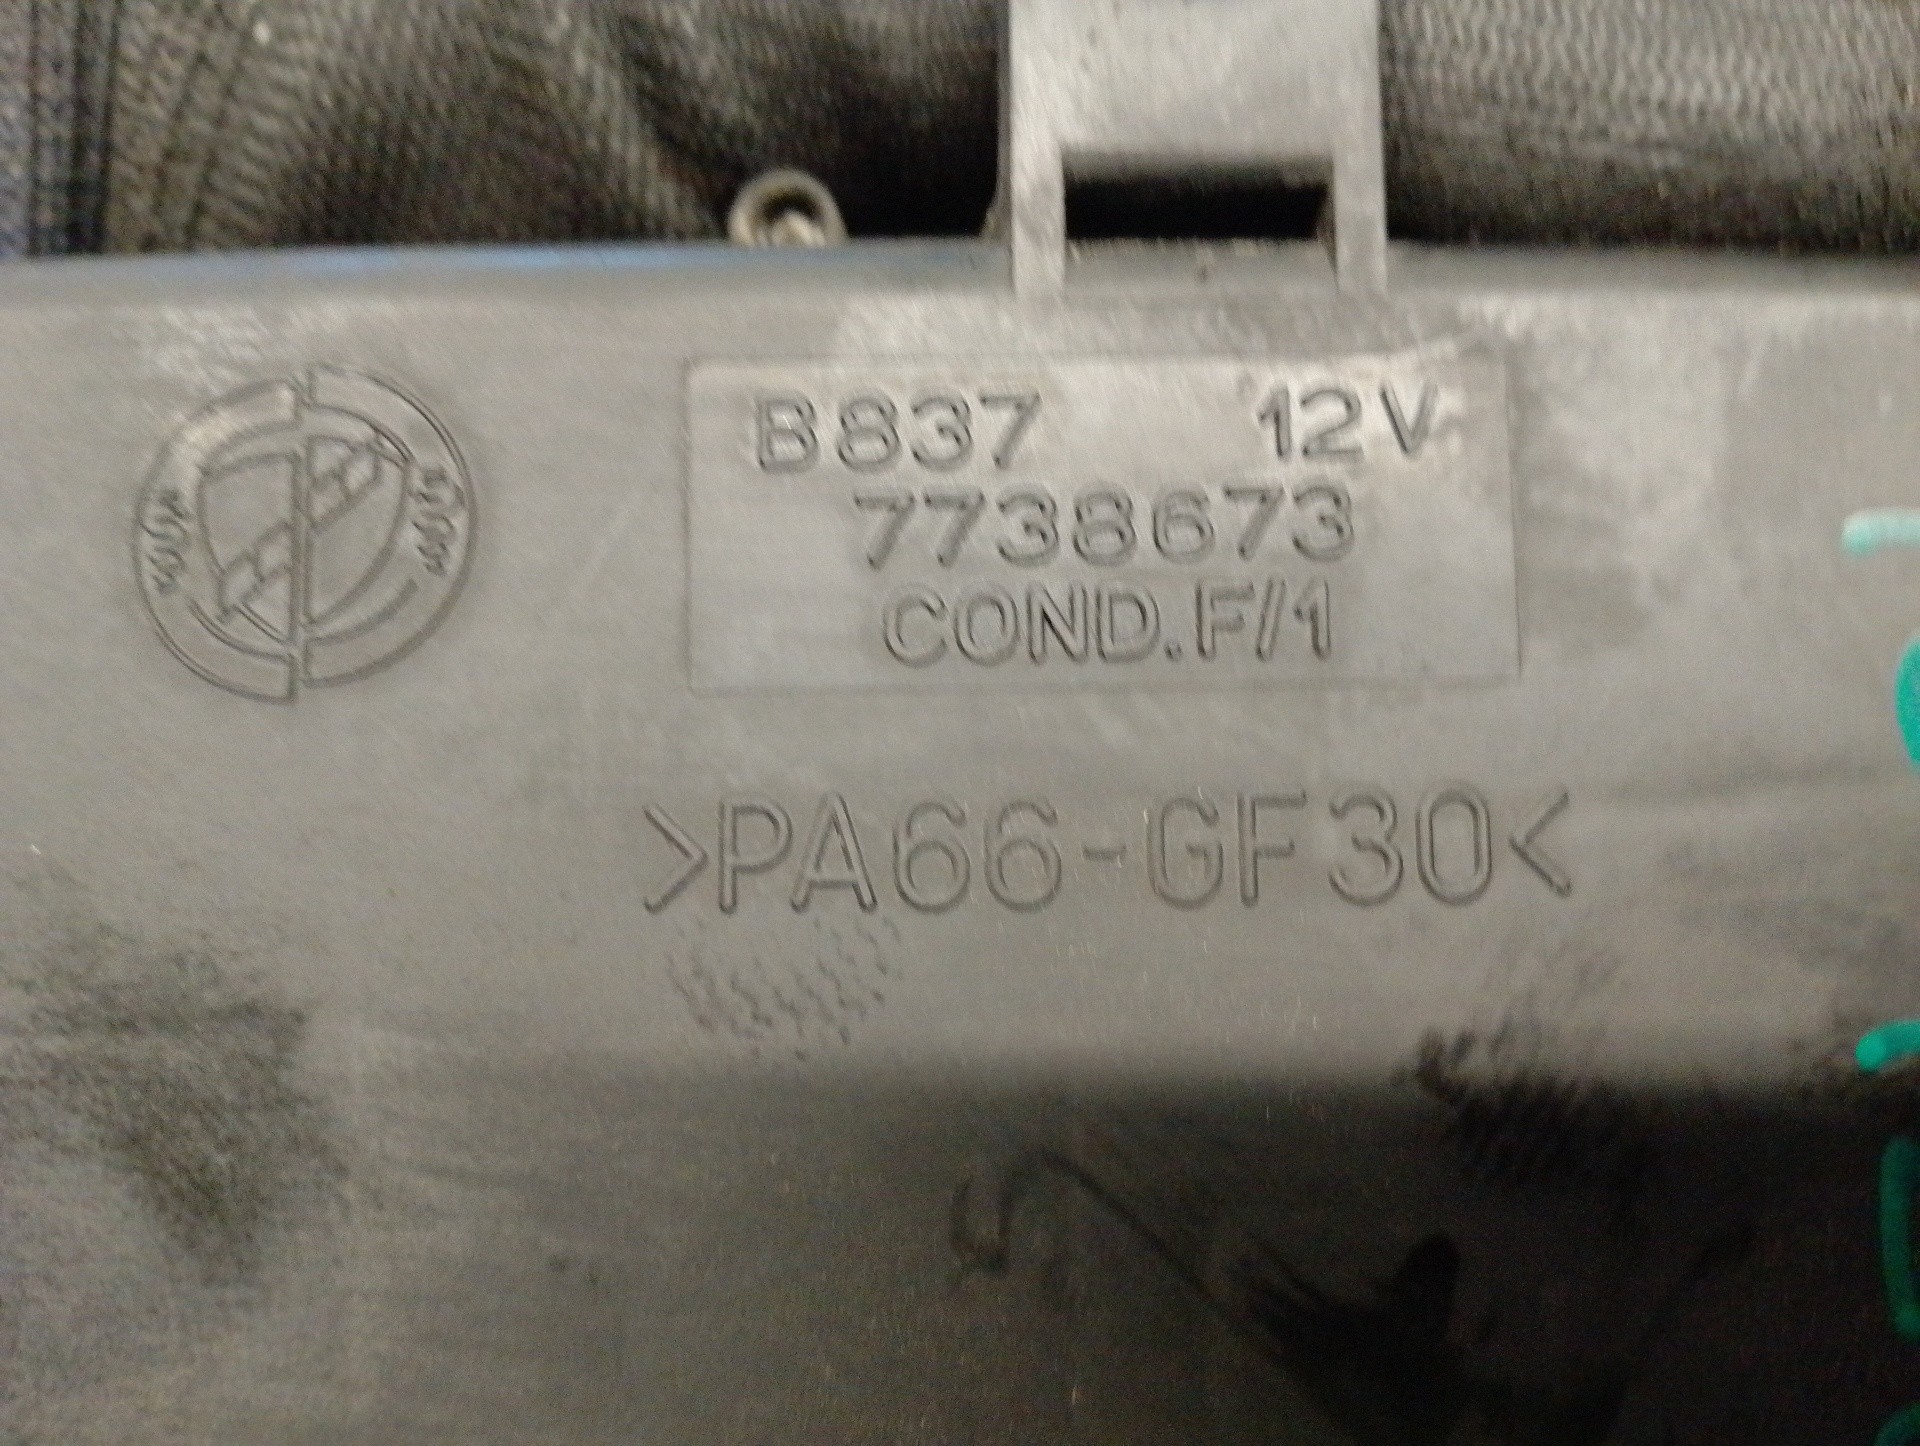 B837 12V
7738673
COND.F/1
>PA66-GF30<